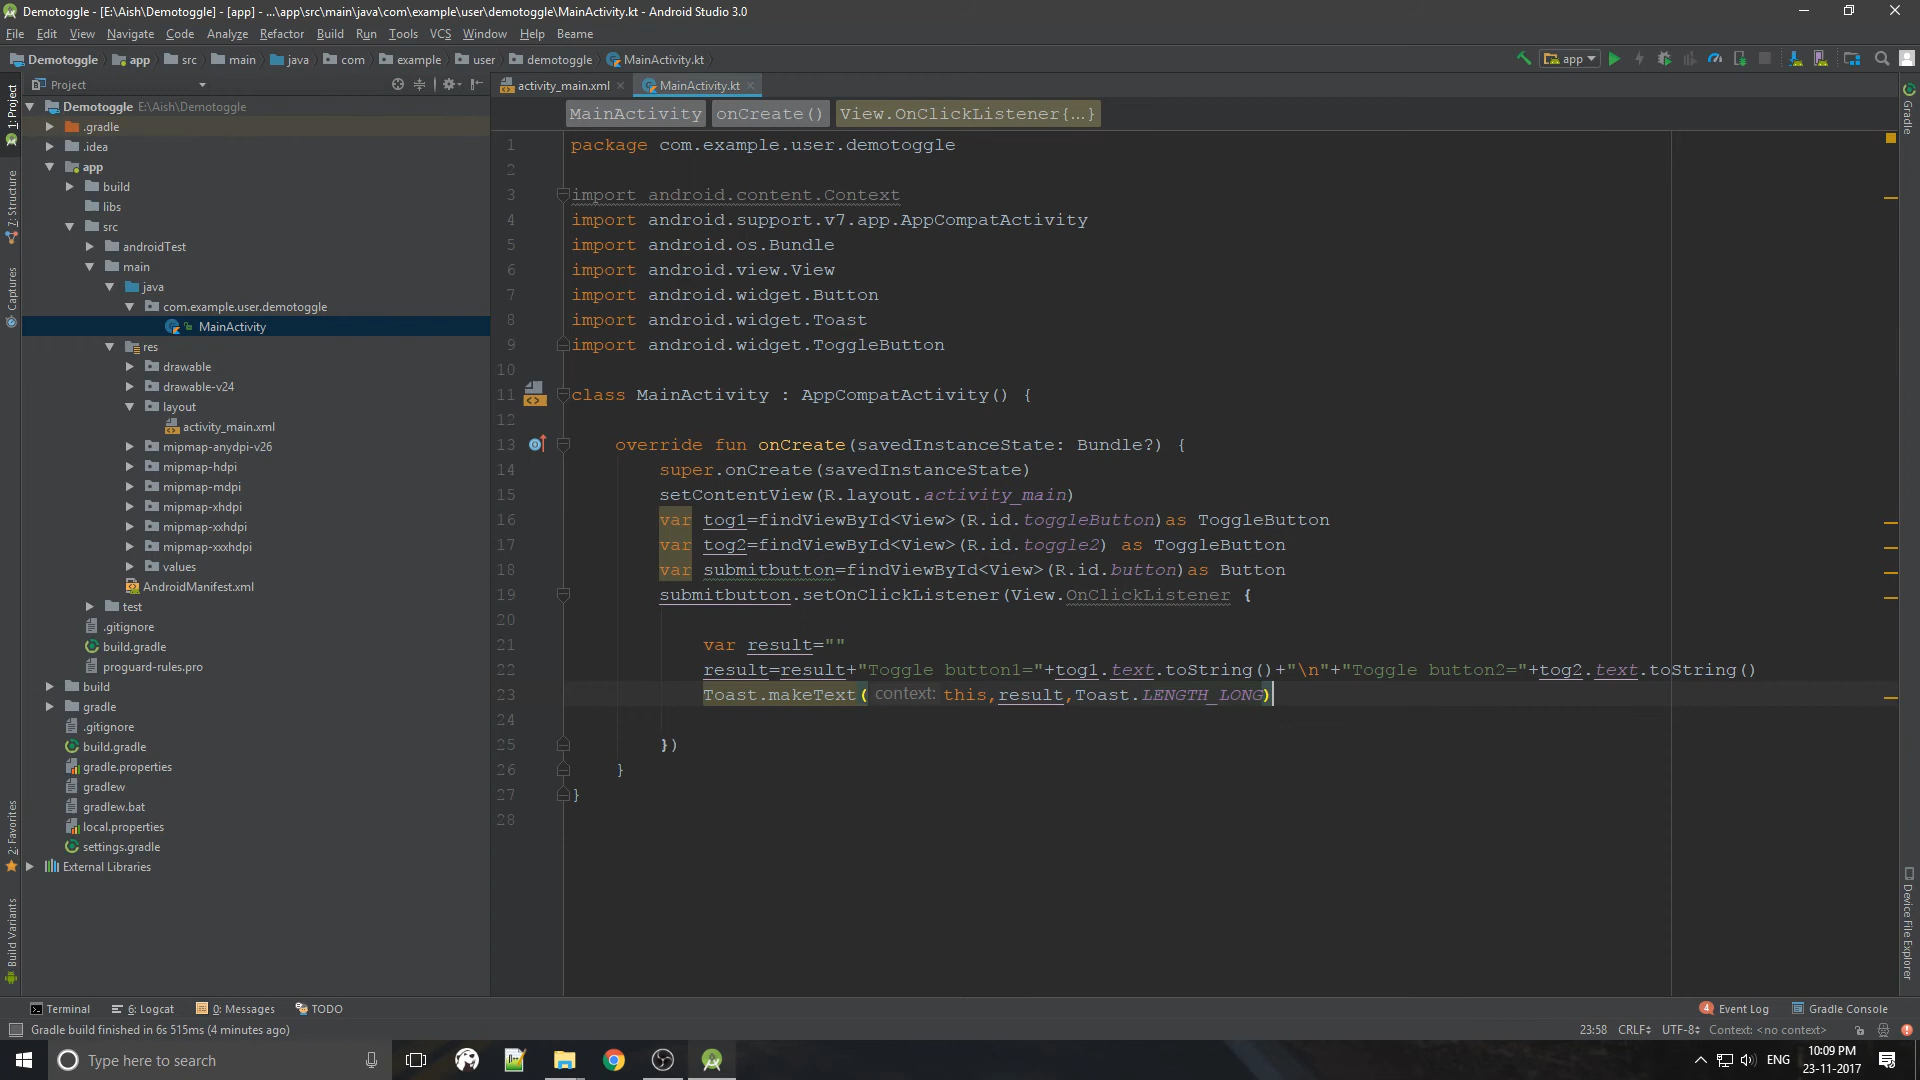 Demotoggle - [E:\Aish\Demotoggle] - [app] - ...\app\src\main\java\com\example\user\demotoggle\MainActivity.kt - Android Studio 3.0
File Edit View Navigate Code Analyze Refactor Build Run Tools VCS Window Help Beame
Demotoggle app src main java com example user demotoggle MainActivity.kt
app
Project
activity_main.xml MainActivity.kt
MainActivity onCreate() View.OnClickListener{...}
1: Project
7: Structure
Captures
2: Favorites
Build Variants
Demotoggle E:\Aish\Demotoggle
.gradle
.idea
app
build
libs
src
androidTest
main
java
com.example.user.demotoggle
MainActivity
res
drawable
drawable-v24
layout
activity_main.xml
mipmap-anydpi-v26
mipmap-hdpi
mipmap-mdpi
mipmap-xhdpi
mipmap-xxhdpi
mipmap-xxxhdpi
values
AndroidManifest.xml
test
.gitignore
build.gradle
proguard-rules.pro
build
gradle
.gitignore
build.gradle
gradle.properties
gradlew
gradlew.bat
local.properties
settings.gradle
External Libraries
1 package com.example.user.demotoggle
2
3 import android.content.Context
4 import android.support.v7.app.AppCompatActivity
5 import android.os.Bundle
6 import android.view.View
7 import android.widget.Button
8 import android.widget.Toast
9 import android.widget.ToggleButton
10
11 class MainActivity : AppCompatActivity() {
12
13 override fun onCreate(savedInstanceState: Bundle?) {
14 super.onCreate(savedInstanceState)
15 setContentView(R.layout.activity_main)
16 var tog1=findViewById<View>(R.id.toggleButton)as ToggleButton
17 var tog2=findViewById<View>(R.id.toggle2) as ToggleButton
18 var submitbutton=findViewById<View>(R.id.button)as Button
19 submitbutton.setOnClickListener(View.OnClickListener {
20
21 var result=""
22 result=result+"Toggle button1="+tog1.text.toString()+"\n"+"Toggle button2="+tog2.text.toString()
23 Toast.makeText( context: this,result,Toast.LENGTH_LONG)
24
25 })
26 }
27 }
28
Gradle
Device File Explorer
Terminal 6: Logcat 0: Messages TODO
4 Event Log Gradle Console
Gradle build finished in 6s 515ms (4 minutes ago)
23:58 CRLF UTF-8 Context: <no context>
Type here to search
ENG
10:09 PM
23-11-2017